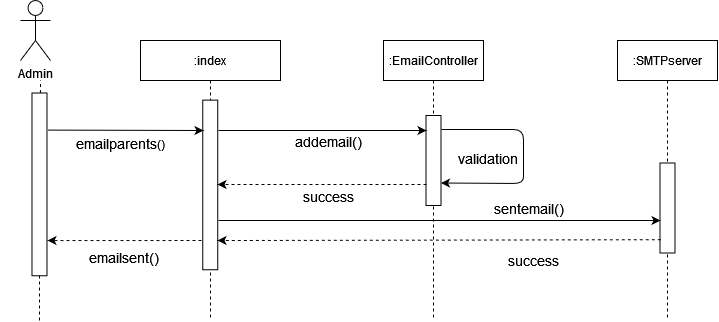 Admin
:index
:EmailController
:SMTPserver
emailparents()
addemail()
validation
success
sentemail()
emailsent()
success